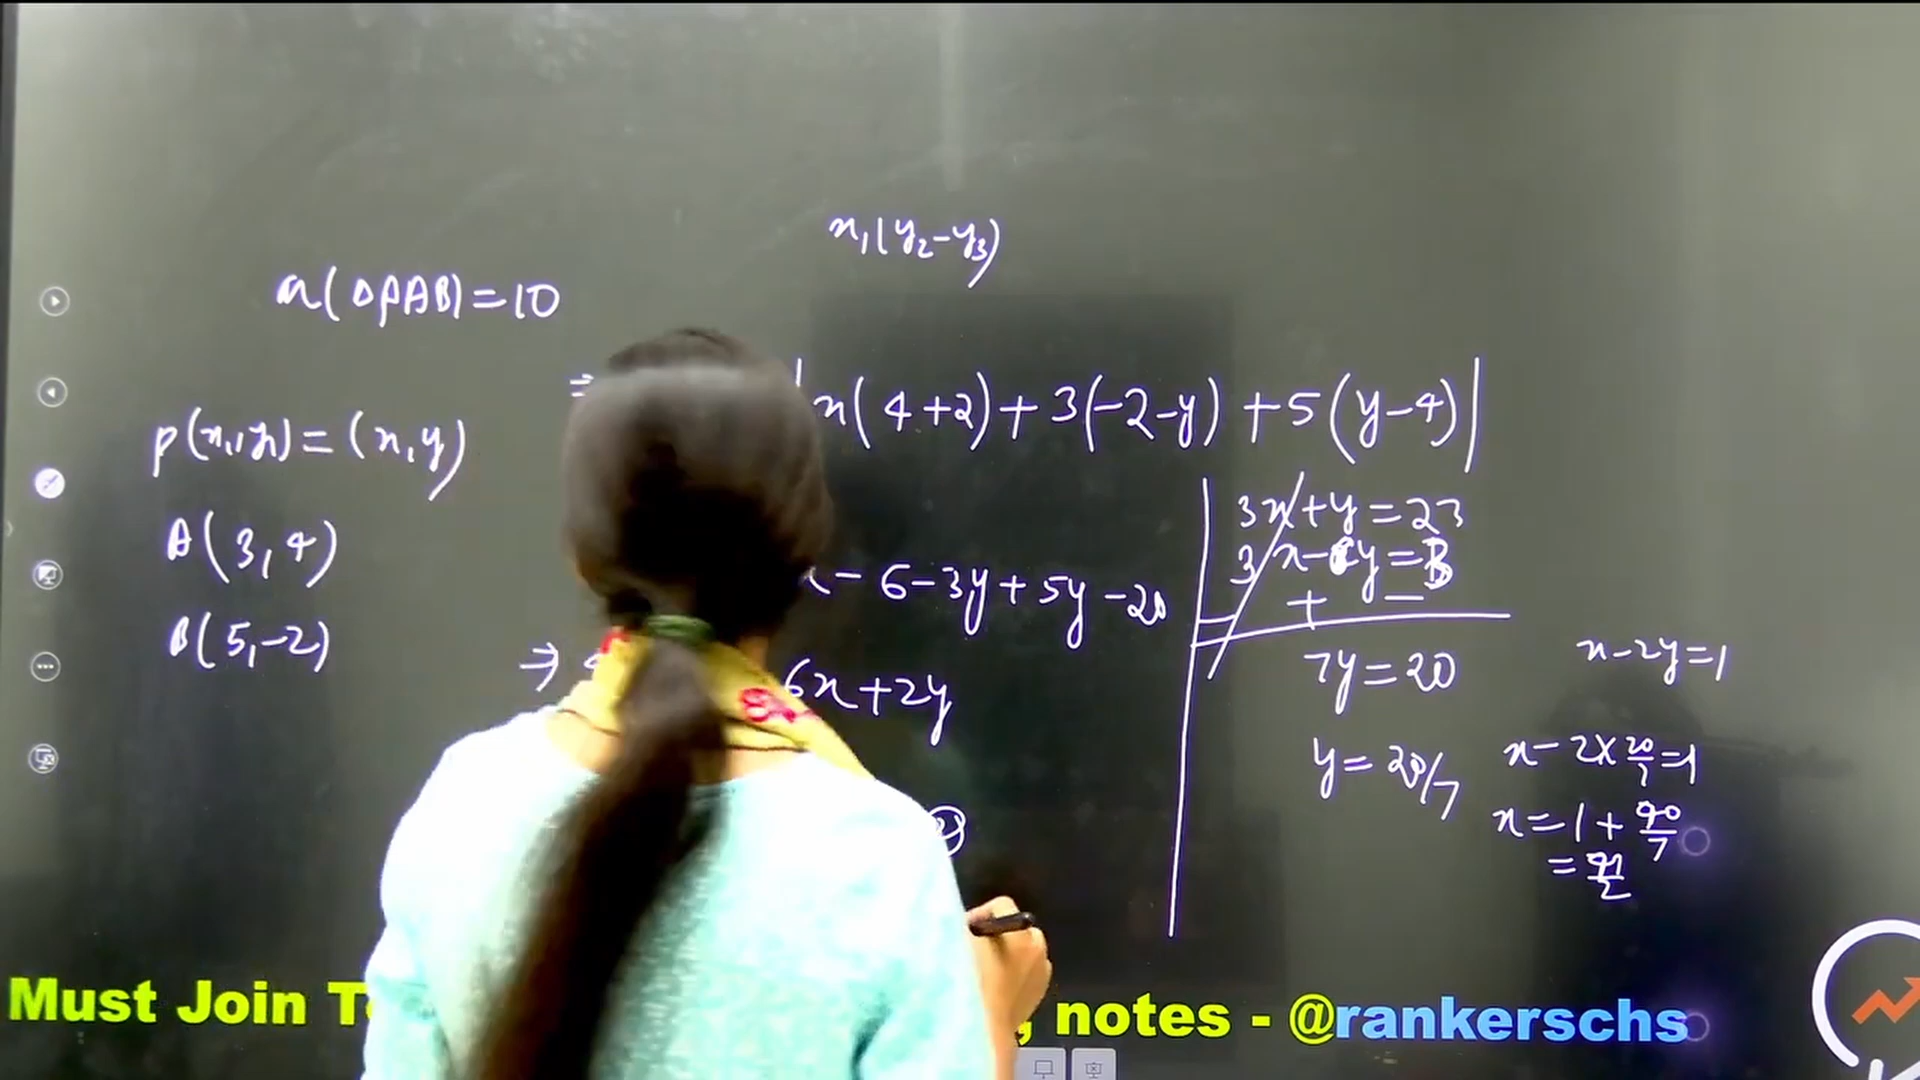 x₁(y₂-y₃)
a(ΔPAB)=10
x(4+2)+3(-2-y)+5(y-4)|
P(x₁,y₁)=(x,y)
A(3,4)
B(5,-2)
- 6-3y+5y-20
⇒
6x+2y
3x+y=23
+ -
7y=20
y=20/7
x-2y=1
x-2×20/7=1
x=1+40/7
Must Join
, notes - @rankerschs